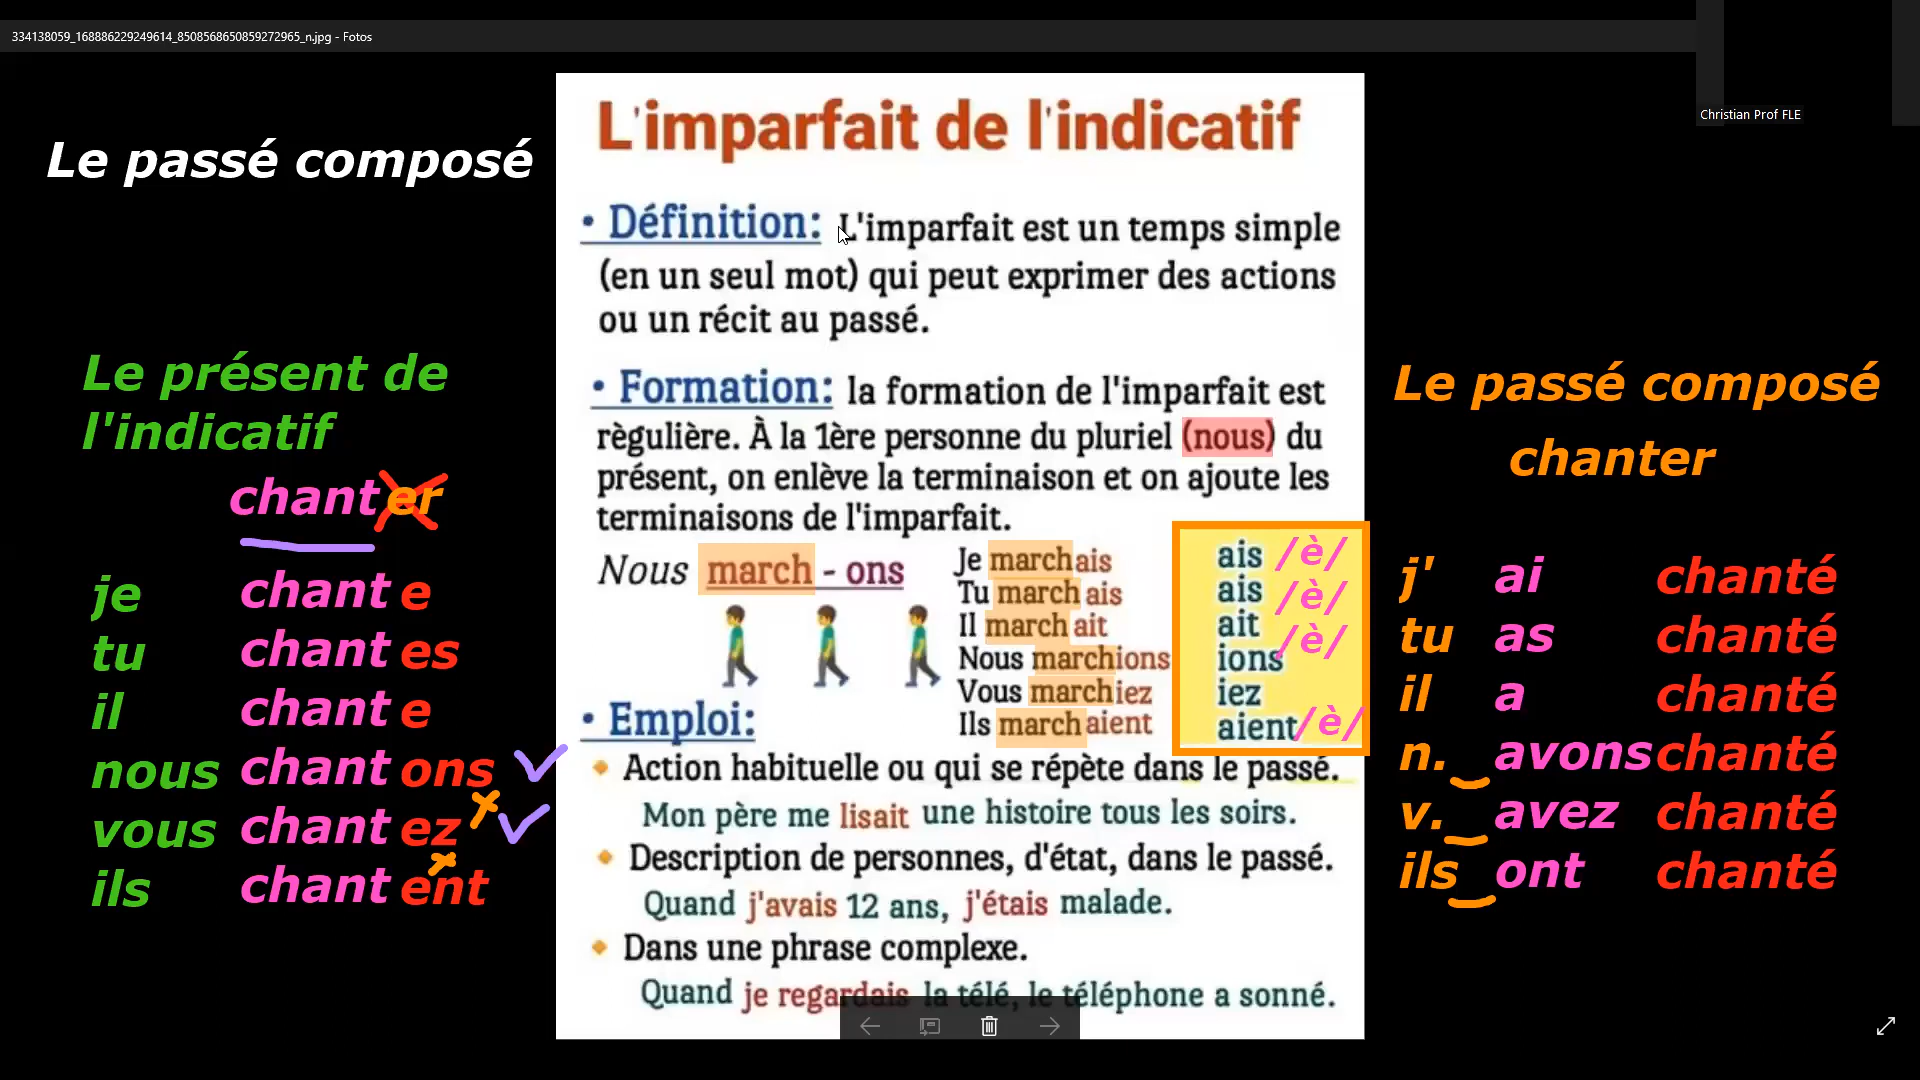 334138059_168886229249614_8508568650859272965_n.jpg - Fotos
Christian Prof FLE
Le passé composé
Le présent de
l'indicatif
chanter
je chant e
tu chant es
il chant e
nous chant ons
vous chant ez
ils chant ent
L'imparfait de l'indicatif
• Définition: L'imparfait est un temps simple
(en un seul mot) qui peut exprimer des actions
ou un récit au passé.
• Formation: la formation de l'imparfait est
règulière. À la 1ère personne du pluriel (nous) du
présent, on enlève la terminaison et on ajoute les
terminaisons de l'imparfait.
Nous march - ons
Je marchais
Tu marchais
Il marchait
Nous marchions
Vous marchiez
Ils marchaient
ais /è/
ais /è/
ait /è/
ions
iez
aient /è/
• Emploi:
Action habituelle ou qui se répète dans le passé.
Mon père me lisait une histoire tous les soirs.
Description de personnes, d'état, dans le passé.
Quand j'avais 12 ans, j'étais malade.
Dans une phrase complexe.
Quand je regardais la télé, le téléphone a sonné.
Le passé composé
chanter
j' ai chanté
tu as chanté
il a chanté
n. avons chanté
v. avez chanté
ils ont chanté